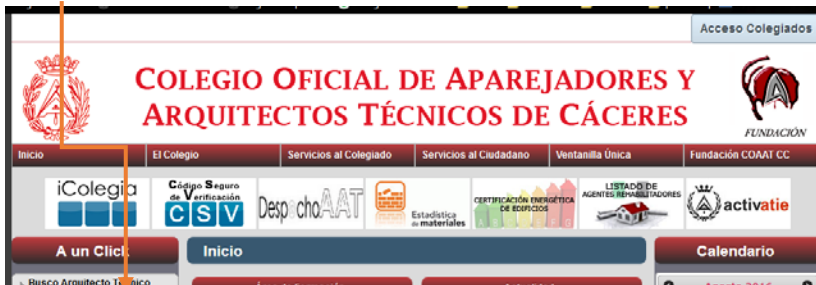 Acceso Colegiados
COLEGIO OFICIAL DE APAREJADORES Y
ARQUITECTOS TÉCNICOS DE CÁCERES
FUNDACIÓN
Inicio El Colegio Servicios al Colegiado Servicios al Ciudadano Ventanilla Única Fundación COAAT CC
iColegia
Código Seguro
de Verificación
CSV
DespachoAAT
Estadística
de materiales
CERTIFICACIÓN ENERGÉTICA
DE EDIFICIOS
LISTADO DE
AGENTES REHABILITADORES
activatie
A un Click Inicio Calendario
Busco Arquitecto Técnico
Agosto 2016